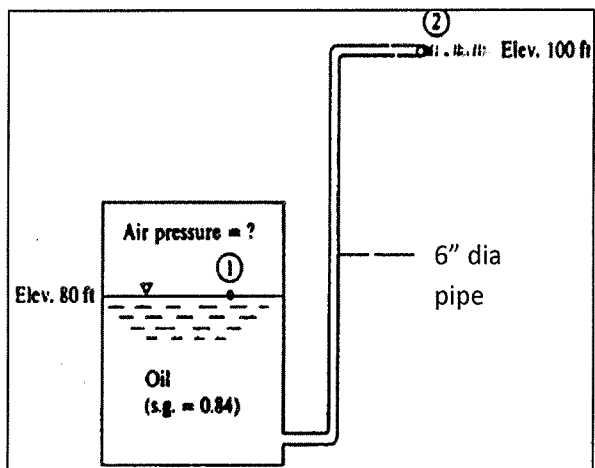 ②
Elev. 100 ft
Air pressure = ?
①
Elev. 80 ft
6” dia
pipe
Oil
(s.g. = 0.84)